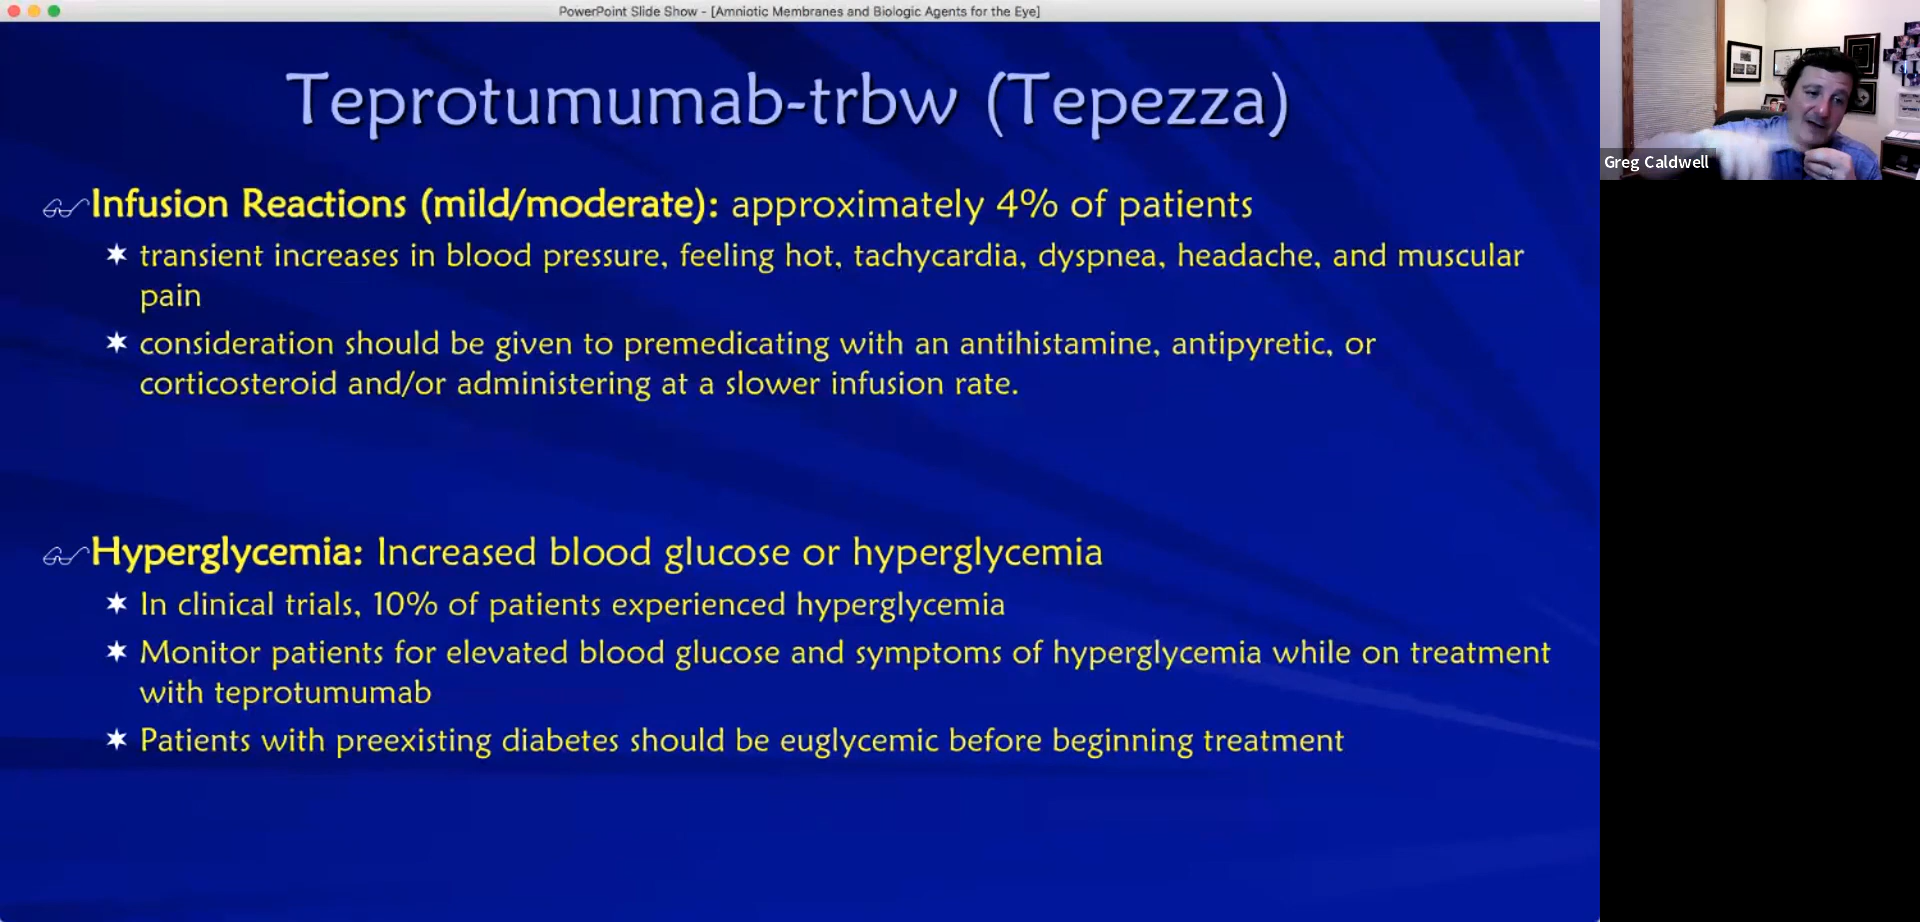 PowerPoint Slide Show - [Amniotic Membranes and Biologic Agents for the Eye]
Teprotumumab-trbw (Tepezza)
Infusion Reactions (mild/moderate): approximately 4% of patients
transient increases in blood pressure, feeling hot, tachycardia, dyspnea, headache, and muscular
pain
consideration should be given to premedicating with an antihistamine, antipyretic, or
corticosteroid and/or administering at a slower infusion rate.
Hyperglycemia: Increased blood glucose or hyperglycemia
In clinical trials, 10% of patients experienced hyperglycemia
Monitor patients for elevated blood glucose and symptoms of hyperglycemia while on treatment
with teprotumumab
Patients with preexisting diabetes should be euglycemic before beginning treatment
Greg Caldwell